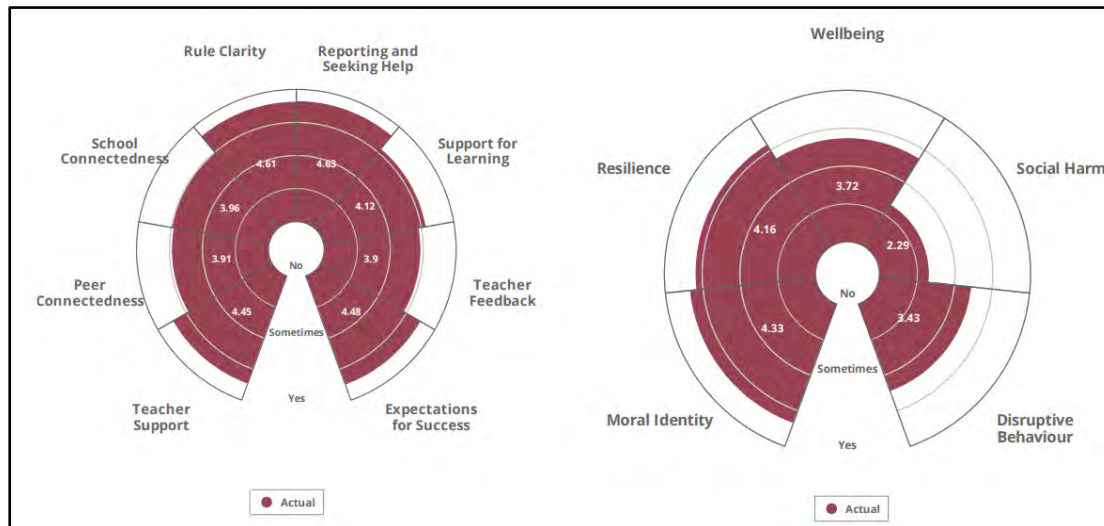 Rule Clarity
Reporting and
Seeking Help
School
Connectedness
Support for
Learning
4.61
4.63
3.96
4.12
3.91
3.9
No
Peer
Connectedness
Teacher
Feedback
4.45
4.48
Sometimes
Yes
Teacher
Support
Expectations
for Success
Actual
Wellbeing
Resilience
Social Harm
3.72
4.16
2.29
No
4.33
3.43
Sometimes
Moral Identity
Disruptive
Behaviour
Yes
Actual